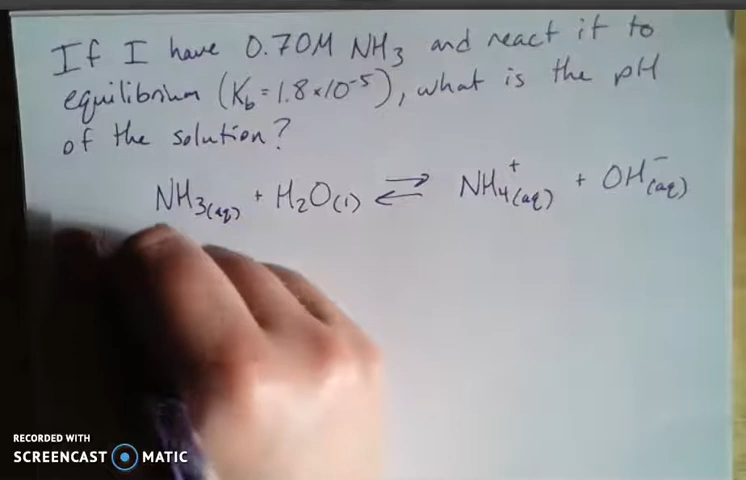 If I have 0.70M NH3 and react it to
equilibrium (Kb = 1.8×10-5), what is the pH
of the solution?
NH3(aq) + H2O(l) ⇌ NH4+(aq) + OH-(aq)
RECORDED WITH
SCREENCAST MATIC